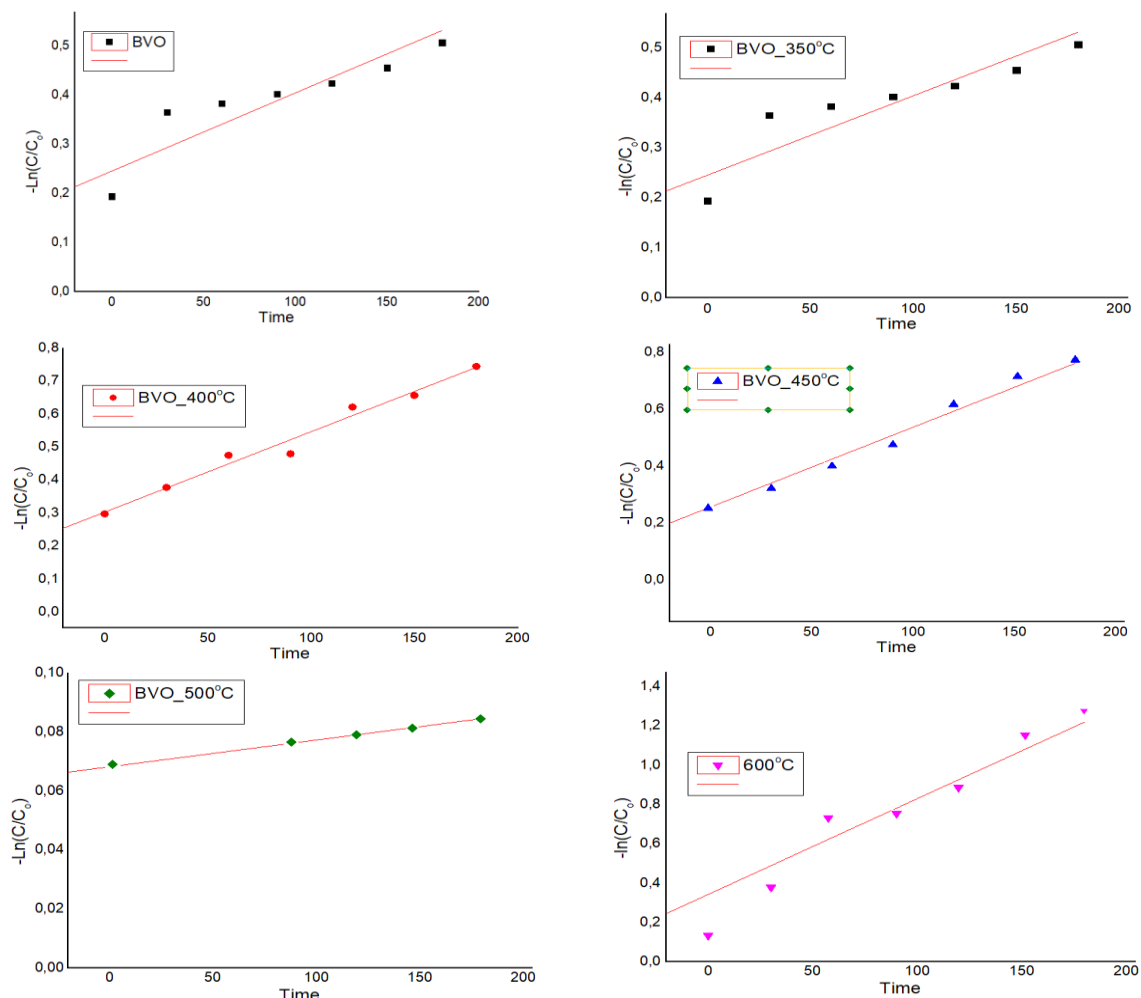 BVO
-Ln(C/C₀)
0,5
0,4
0,3
0,2
0,1
0,0
0 50 100 150 200
Time
BVO_350°C
-ln(C/C₀)
0,5
0,4
0,3
0,2
0,1
0,0
0 50 100 150 200
Time
BVO_400°C
-Ln(C/C₀)
0,8
0,7
0,6
0,5
0,4
0,3
0,2
0,1
0,0
0 50 100 150 200
Time
BVO_450°C
-Ln(C/C₀)
0,8
0,6
0,4
0,2
0,0
0 50 100 150 200
Time
BVO_500°C
-Ln(C/C₀)
0,10
0,08
0,06
0,04
0,02
0,00
0 50 100 150 200
Time
600°C
-ln(C/C₀)
1,4
1,2
1,0
0,8
0,6
0,4
0,2
0,0
0 50 100 150 200
Time